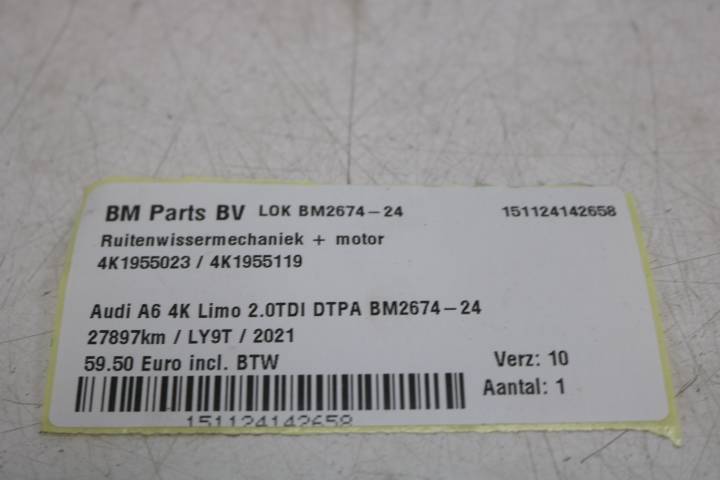 BM Parts BV LOK BM2674-24 151124142658
Ruitenwissermechaniek + motor
4K1955023 / 4K1955119
Audi A6 4K Limo 2.0TDI DTPA BM2674-24
27897km / LY9T / 2021
59.50 Euro incl. BTW Verz: 10
Aantal: 1
151124142658